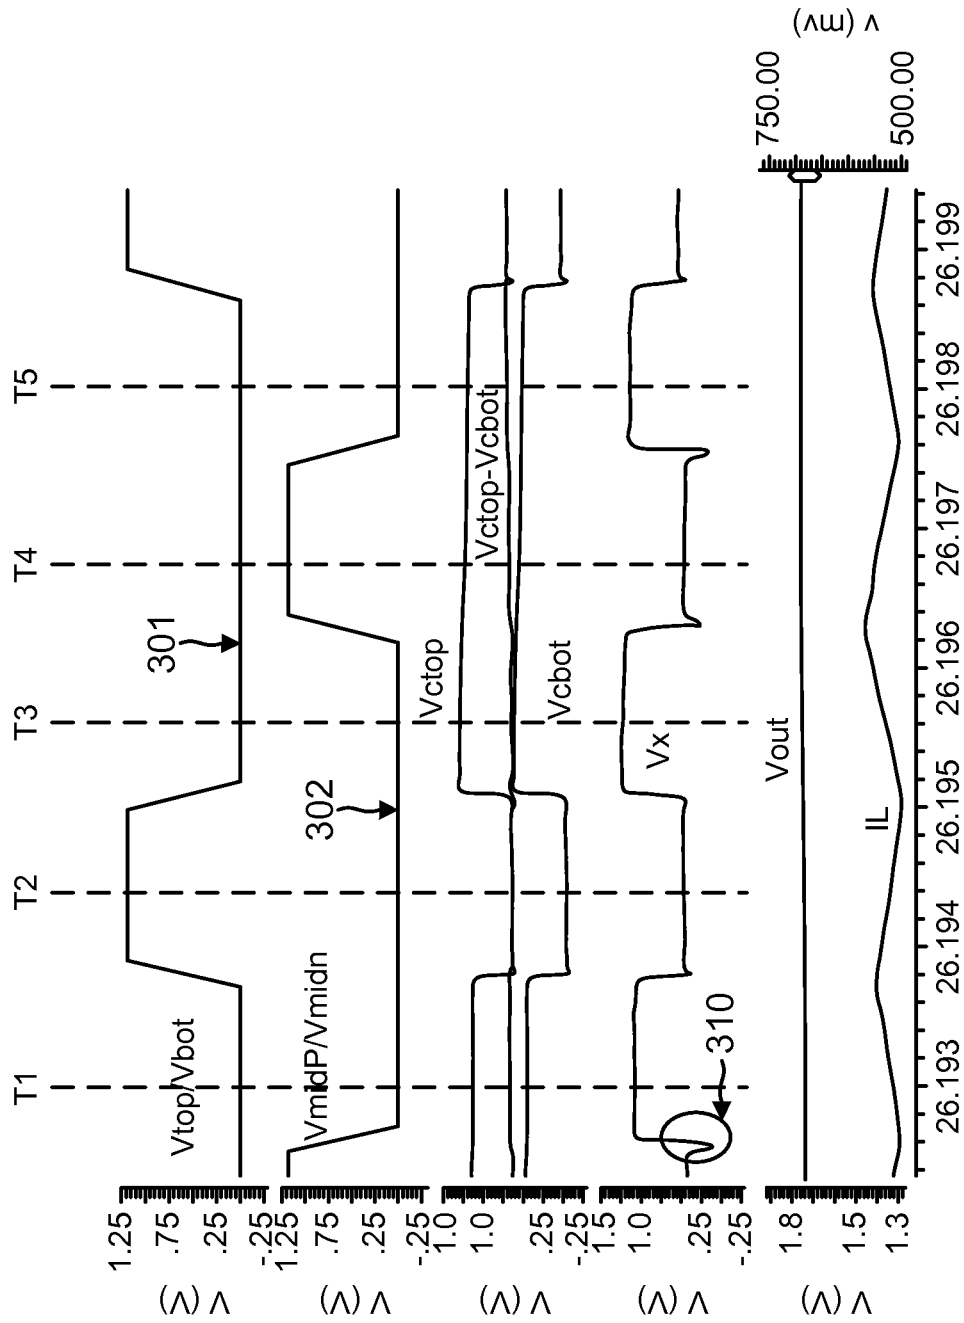 T1 T2 T3 T4 T5
1.25
.75
.25
-.25
V (V)
Vtop/Vbot
301
1.25
.75
.25
-.25
V (V)
VmidP/Vmidn
302
1.0
1.0
.25
-.25
V (V)
Vctop
Vctop-Vcbot
Vcbot
1.5
1.0
.25
-.25
V (V)
Vx
310
1.8
1.5
1.3
V (V)
Vout
IL
750.00
500.00
v (mv)
26.193 26.194 26.195 26.196 26.197 26.198 26.199